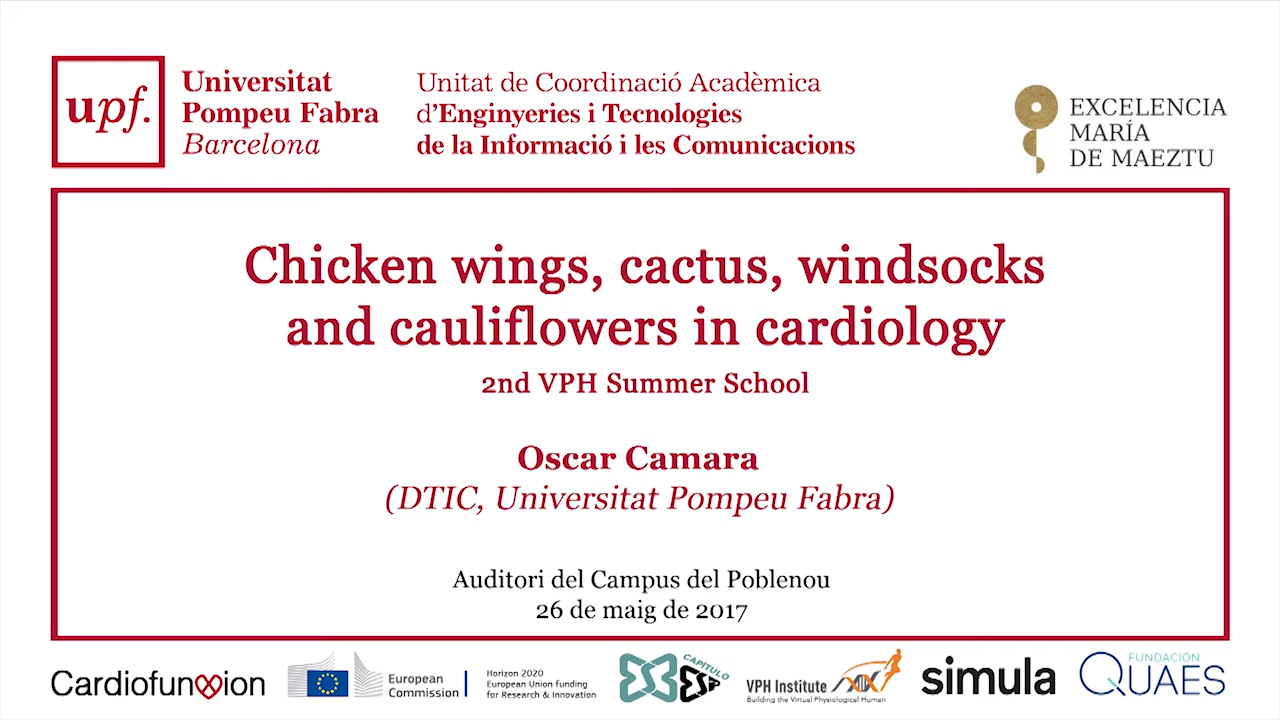 upf.
Universitat
Pompeu Fabra
Barcelona
Unitat de Coordinació Acadèmica
d'Enginyeries i Tecnologies
de la Informació i les Comunicacions
EXCELENCIA
MARÍA
DE MAEZTU
Chicken wings, cactus, windsocks
and cauliflowers in cardiology
2nd VPH Summer School
Oscar Camara
(DTIC, Universitat Pompeu Fabra)
Auditori del Campus del Poblenou
26 de maig de 2017
Cardiofunxion
European
Commission
Horizon 2020
European Union funding
for Research & Innovation
CAPÍTULO
ESP
VPH Institute
Building the Virtual Physiological Human
simula
FUNDACIÓN
QUAES